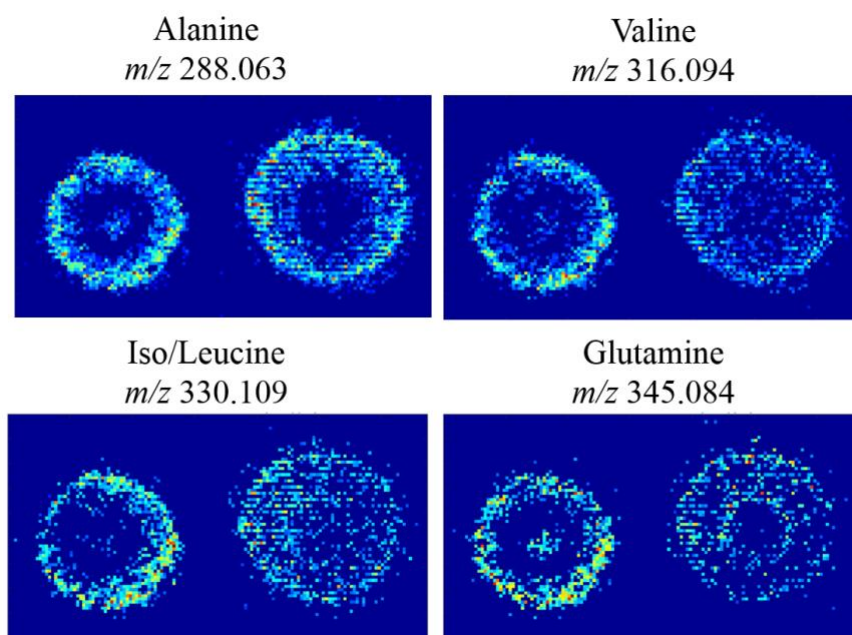 Alanine
m/z 288.063
Valine
m/z 316.094
Iso/Leucine
m/z 330.109
Glutamine
m/z 345.084